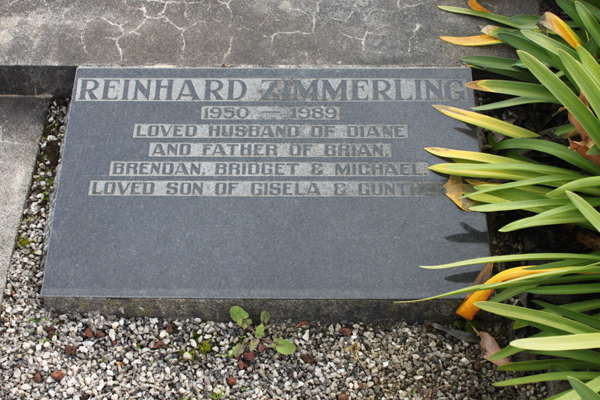 REINHARD ZIMMERLING
1950 — 1989
LOVED HUSBAND OF DIANE
AND FATHER OF BRIAN,
BRENDAN, BRIDGET & MICHAEL.
LOVED SON OF GISELA &